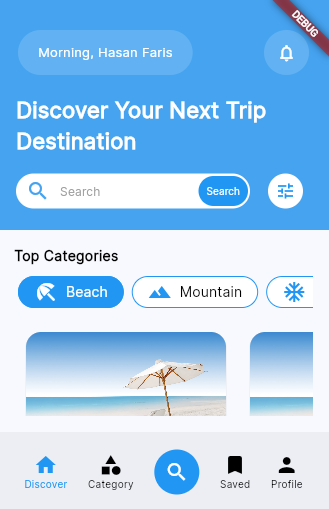 DEBUG
Morning, Hasan Faris
Discover Your Next Trip
Destination
Search
Search
Top Categories
Beach
Mountain
Discover
Category
Saved
Profile